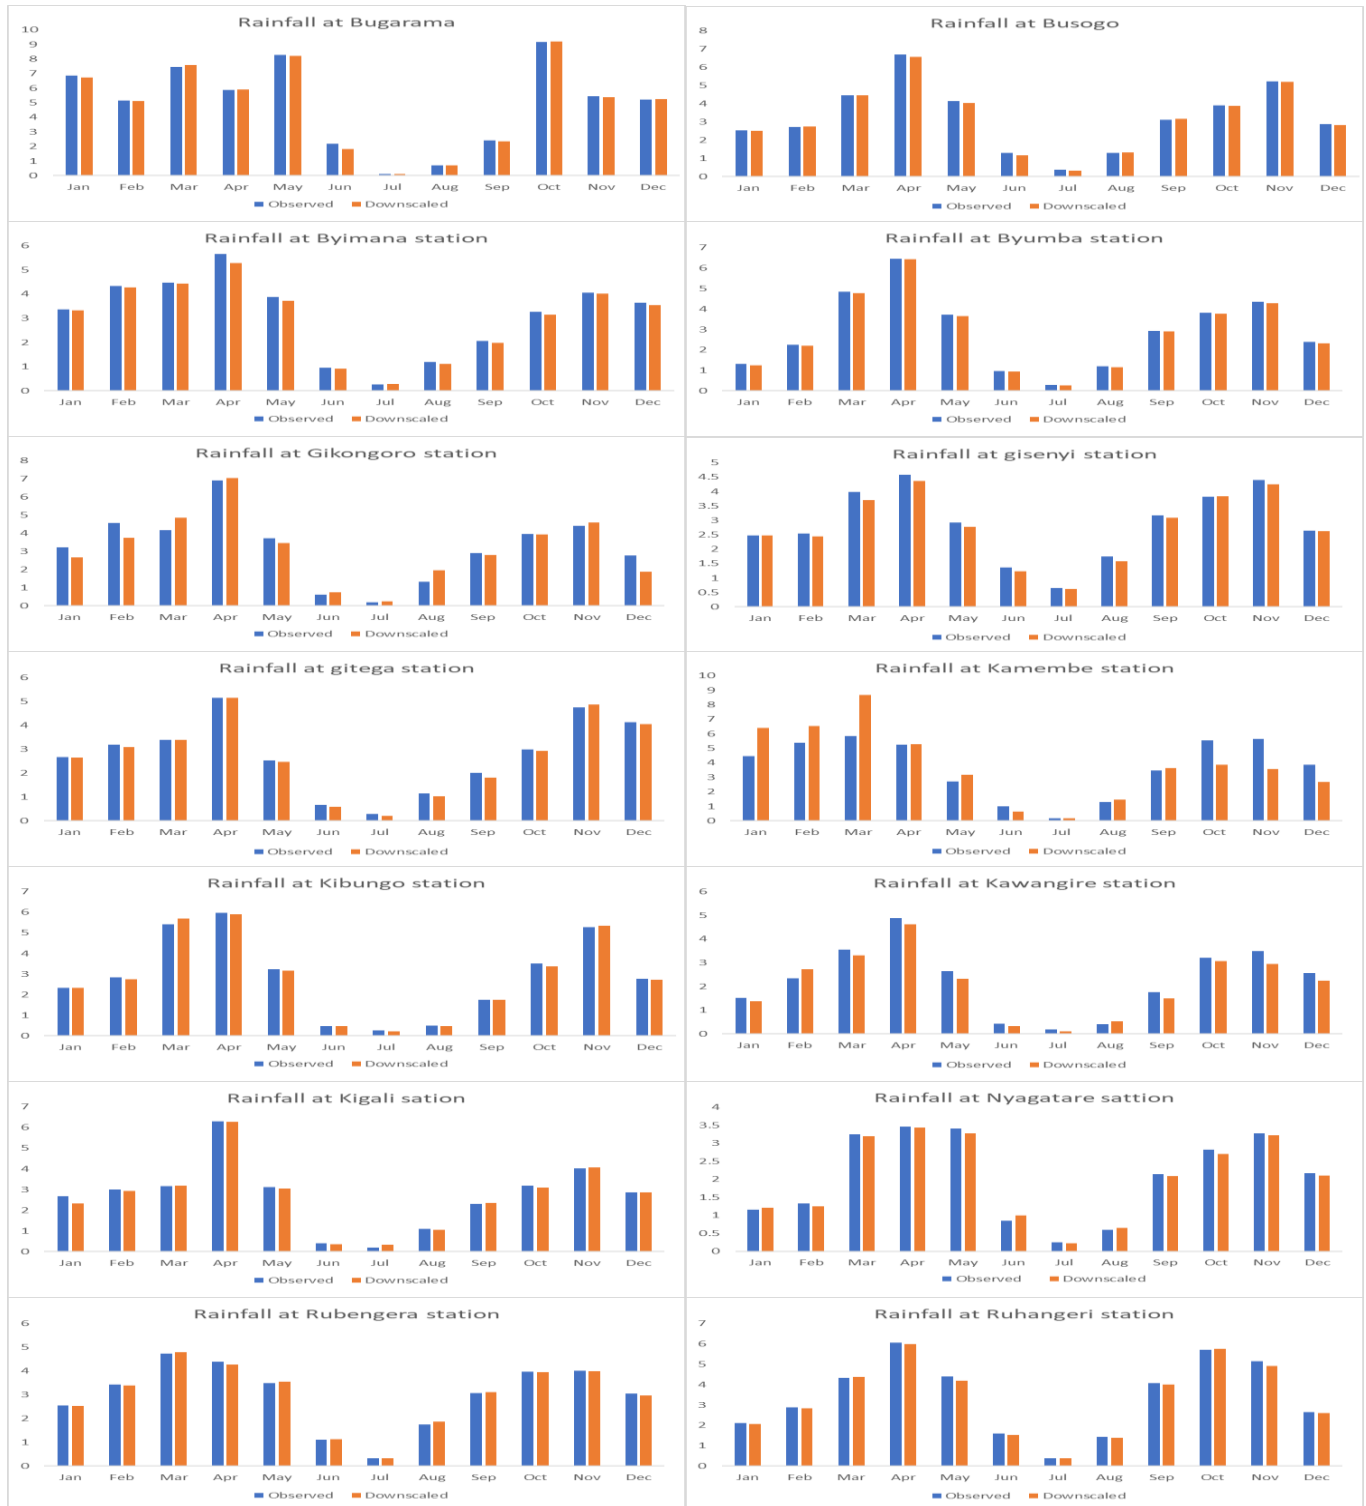 Rainfall at Bugarama
10
9
8
7
6
5
4
3
2
1
0
Jan Feb Mar Apr May Jun Jul Aug Sep Oct Nov Dec
Observed Downscaled
Rainfall at Busogo
8
7
6
5
4
3
2
1
0
Jan Feb Mar Apr May Jun Jul Aug Sep Oct Nov Dec
Observed Downscaled
Rainfall at Byimana station
6
5
4
3
2
1
0
Jan Feb Mar Apr May Jun Jul Aug Sep Oct Nov Dec
Observed Downscaled
Rainfall at Byumba station
7
6
5
4
3
2
1
0
Jan Feb Mar Apr May Jun Jul Aug Sep Oct Nov Dec
Observed Downscaled
Rainfall at Gikongoro station
8
7
6
5
4
3
2
1
0
Jan Feb Mar Apr May Jun Jul Aug Sep Oct Nov Dec
Observed Downscaled
Rainfall at gisenyi station
5
4.5
4
3.5
3
2.5
2
1.5
1
0.5
0
Jan Feb Mar Apr May Jun Jul Aug Sep Oct Nov Dec
Observed Downscaled
Rainfall at gitega station
6
5
4
3
2
1
0
Jan Feb Mar Apr May Jun Jul Aug Sep Oct Nov Dec
Observed Downscaled
Rainfall at Kamembe station
10
9
8
7
6
5
4
3
2
1
0
Jan Feb Mar Apr May Jun Jul Aug Sep Oct Nov Dec
Observed Downscaled
Rainfall at Kibungo station
7
6
5
4
3
2
1
0
Jan Feb Mar Apr May Jun Jul Aug Sep Oct Nov Dec
Observed Downscaled
Rainfall at Kawangire station
6
5
4
3
2
1
0
Jan Feb Mar Apr May Jun Jul Aug Sep Oct Nov Dec
Observed Downscaled
Rainfall at Kigali sation
7
6
5
4
3
2
1
0
Jan Feb Mar Apr May Jun Jul Aug Sep Oct Nov Dec
Observed Downscaled
Rainfall at Nyagatare sattion
4
3.5
3
2.5
2
1.5
1
0.5
0
Jan Feb Mar Apr May Jun Jul Aug Sep Oct Nov Dec
Observed Downscaled
Rainfall at Rubengera station
6
5
4
3
2
1
0
Jan Feb Mar Apr May Jun Jul Aug Sep Oct Nov Dec
Observed Downscaled
Rainfall at Ruhangeri station
7
6
5
4
3
2
1
0
Jan Feb Mar Apr May Jun Jul Aug Sep Oct Nov Dec
Observed Downscaled